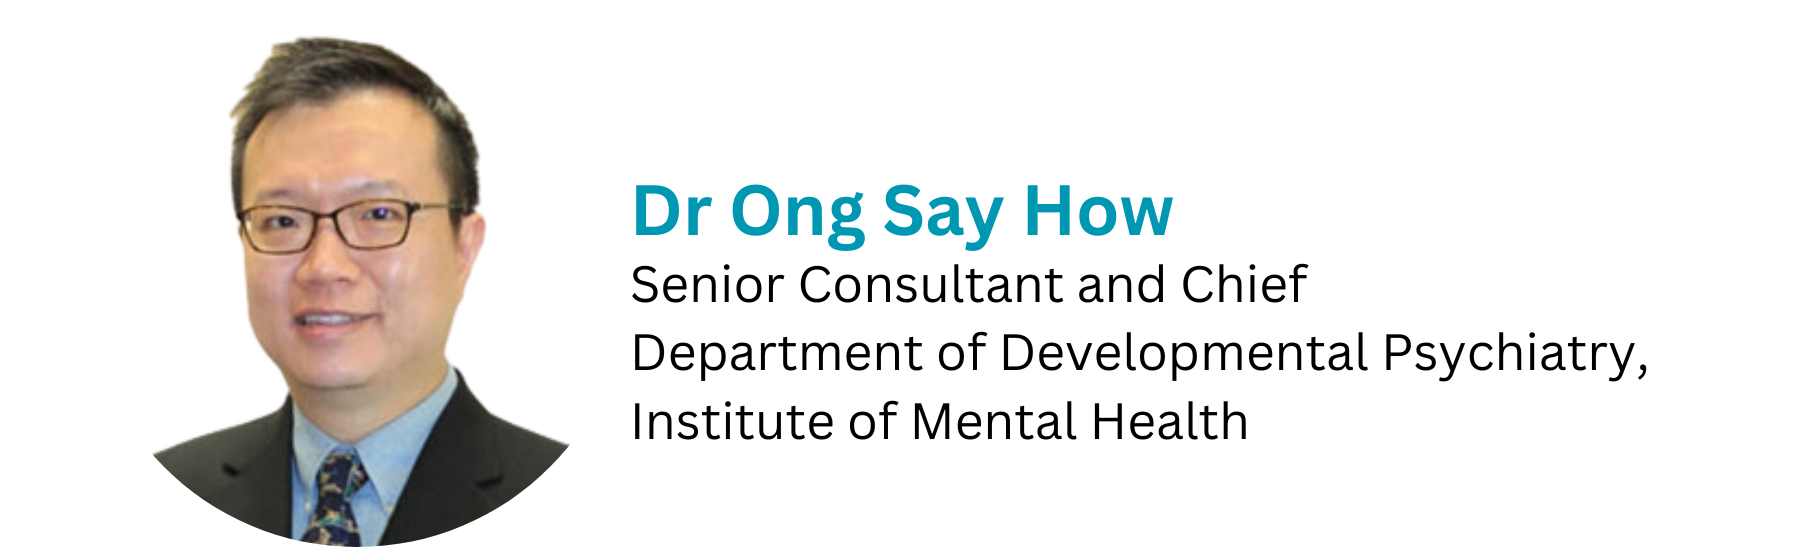 Dr Ong Say How
Senior Consultant and Chief
Department of Developmental Psychiatry,
Institute of Mental Health